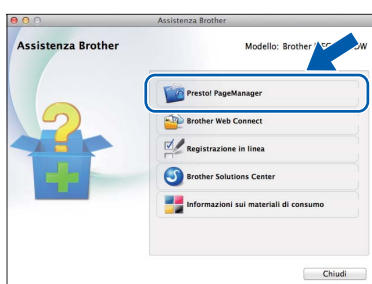 Assistenza Brother
Assistenza Brother
Modello: Brother
Presto! PageManager
Brother Web Connect
Registrazione in linea
Brother Solutions Center
Informazioni sui materiali di consumo
Chiudi